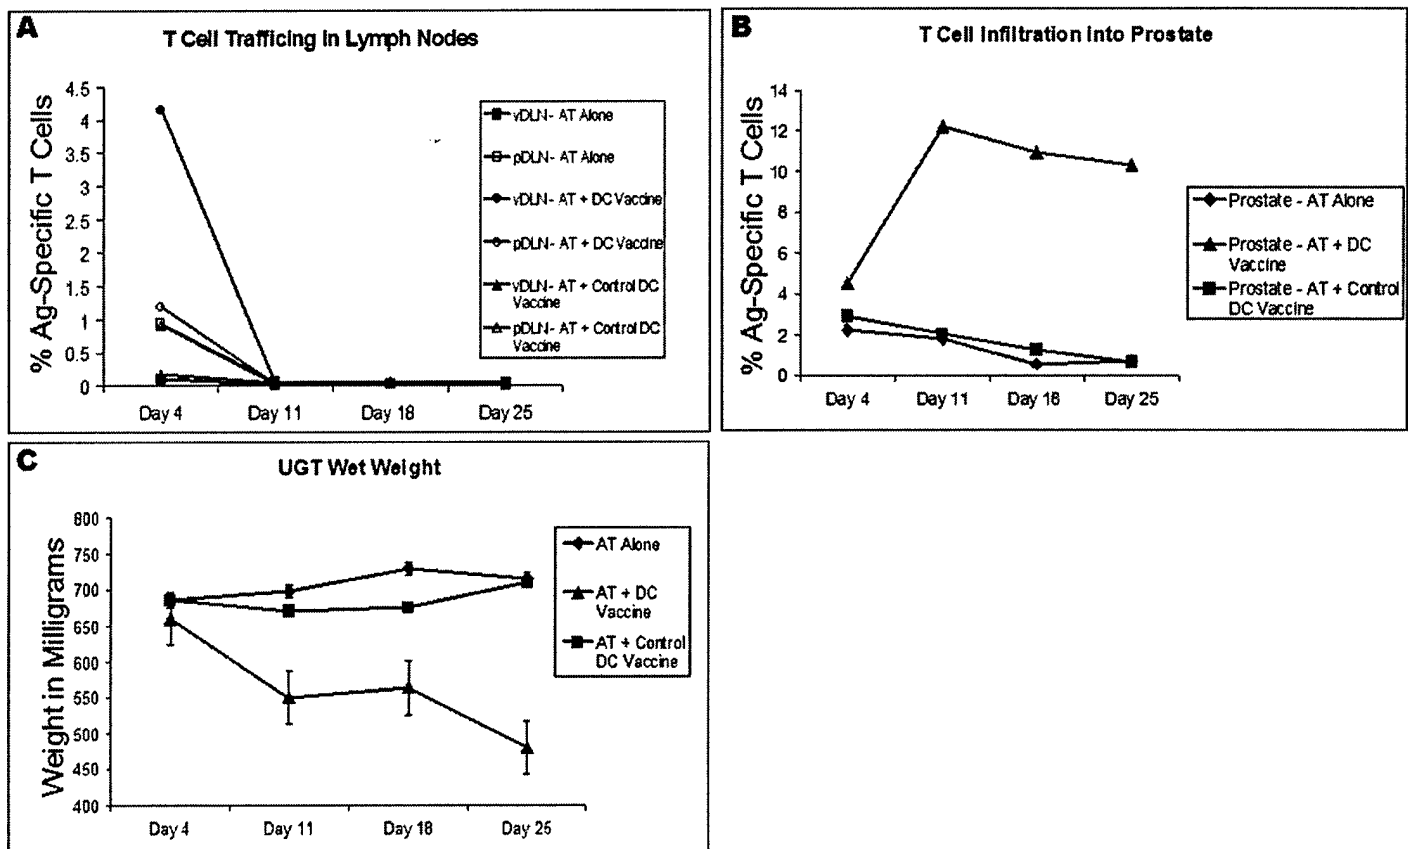 A
T Cell Trafficing in Lymph Nodes
% Ag-Specific T Cells
4.5
4
3.5
3
2.5
2
1.5
1
0.5
0
Day 4
Day 11
Day 18
Day 25
vDLN- AT Alone
pDLN- AT Alone
vDLN- AT + DC Vaccine
pDLN- AT + DC Vaccine
vDLN- AT + Control DC
Vaccine
pDLN- AT + Control DC
Vaccine
B
T Cell Infiltration into Prostate
% Ag-Specific T Cells
14
12
10
8
6
4
2
0
Day 4
Day 11
Day 18
Day 25
Prostate - AT Alone
Prostate - AT + DC
Vaccine
Prostate - AT + Control
DC Vaccine
C
UGT Wet Weight
Weight in Milligrams
800
750
700
650
600
550
500
450
400
Day 4
Day 11
Day 18
Day 25
AT Alone
AT + DC
Vaccine
AT + Control
DC Vaccine